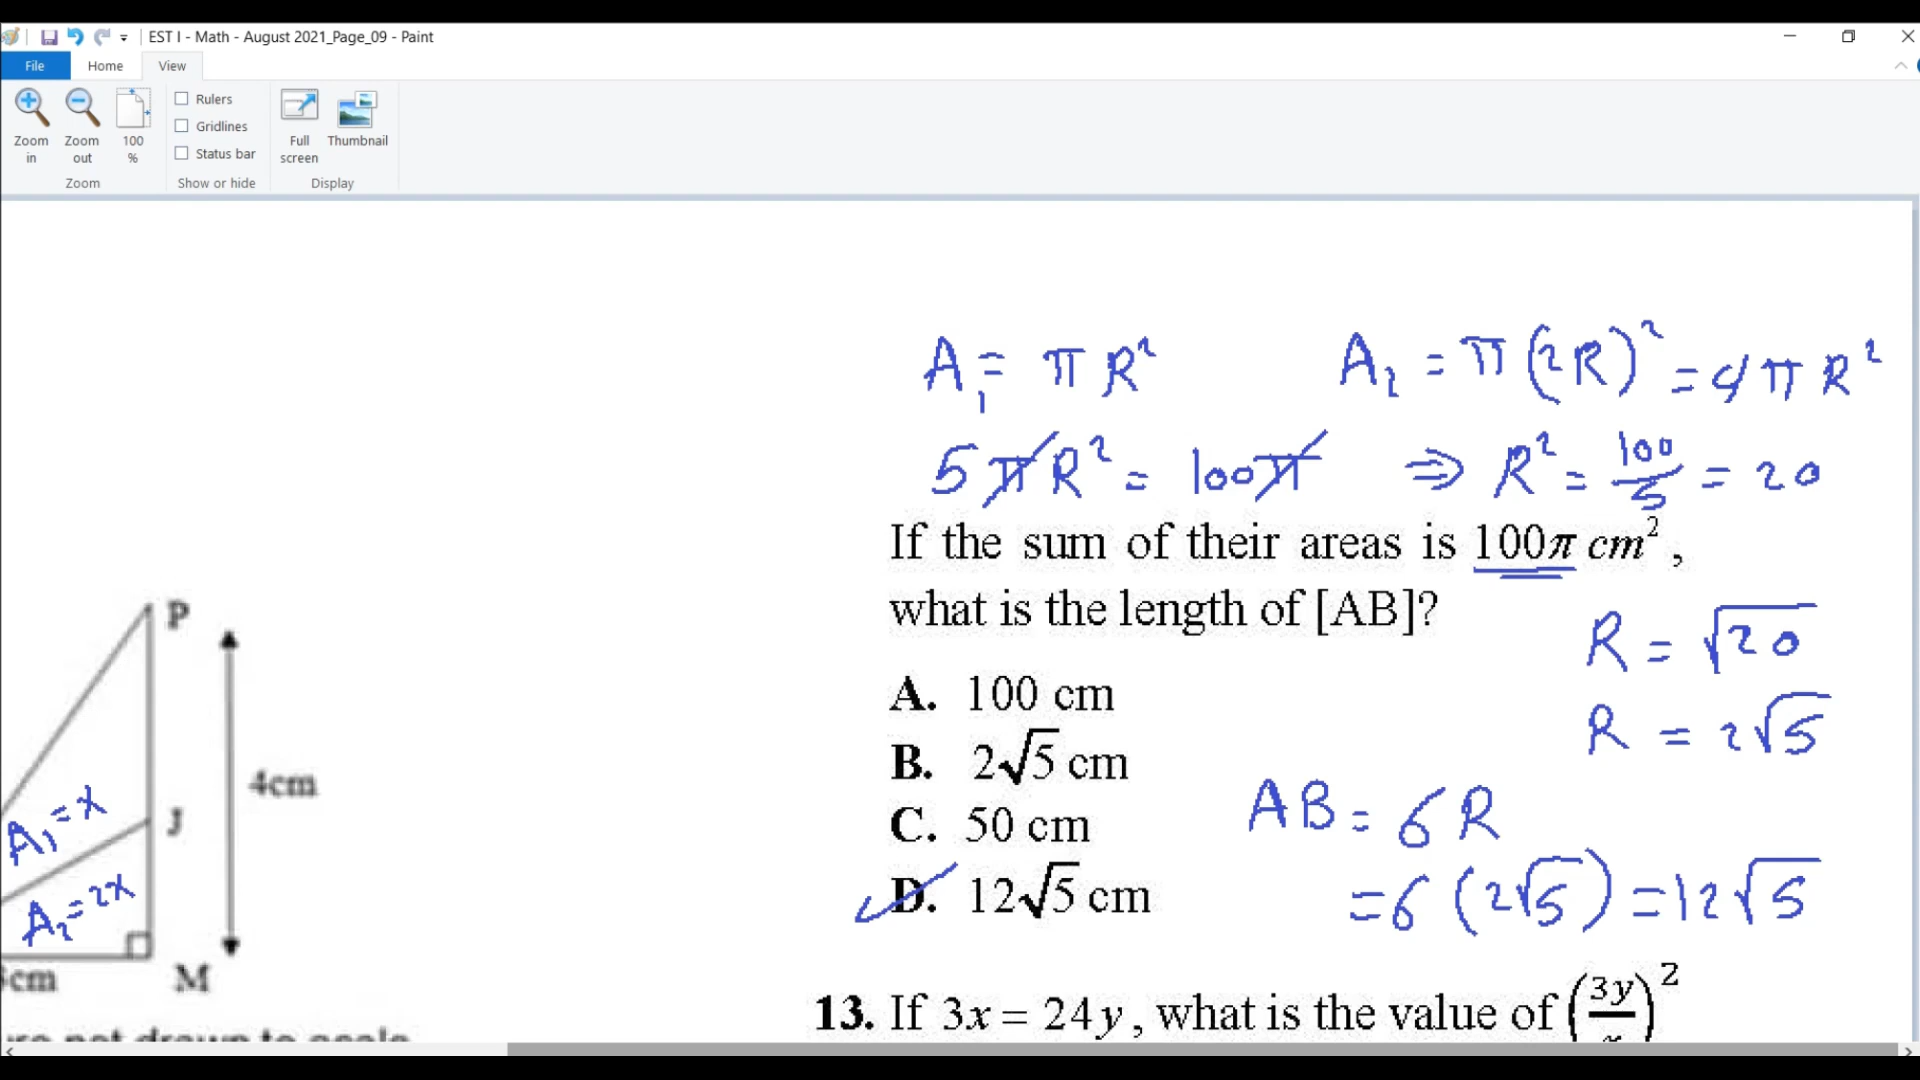 EST I - Math - August 2021_Page_09 - Paint
File Home View
Zoom in
Zoom out
100 %
Rulers
Gridlines
Status bar
Full screen
Thumbnail
Zoom
Show or hide
Display
A₁ = πR² A₂ = π(2R)² = 4πR²
5πR² = 100π ⇒ R² = 100/5 = 20
If the sum of their areas is 100π cm²,
what is the length of [AB]?
R = √20
R = 2√5
A. 100 cm
B. 2√5 cm
C. 50 cm
D. 12√5 cm
AB = 6R
= 6(2√5) = 12√5
13. If 3x = 24y, what is the value of (3y/x)²
P
4cm
J
A₁ = x
A₂ = 2x
cm
M
not drawn to scale